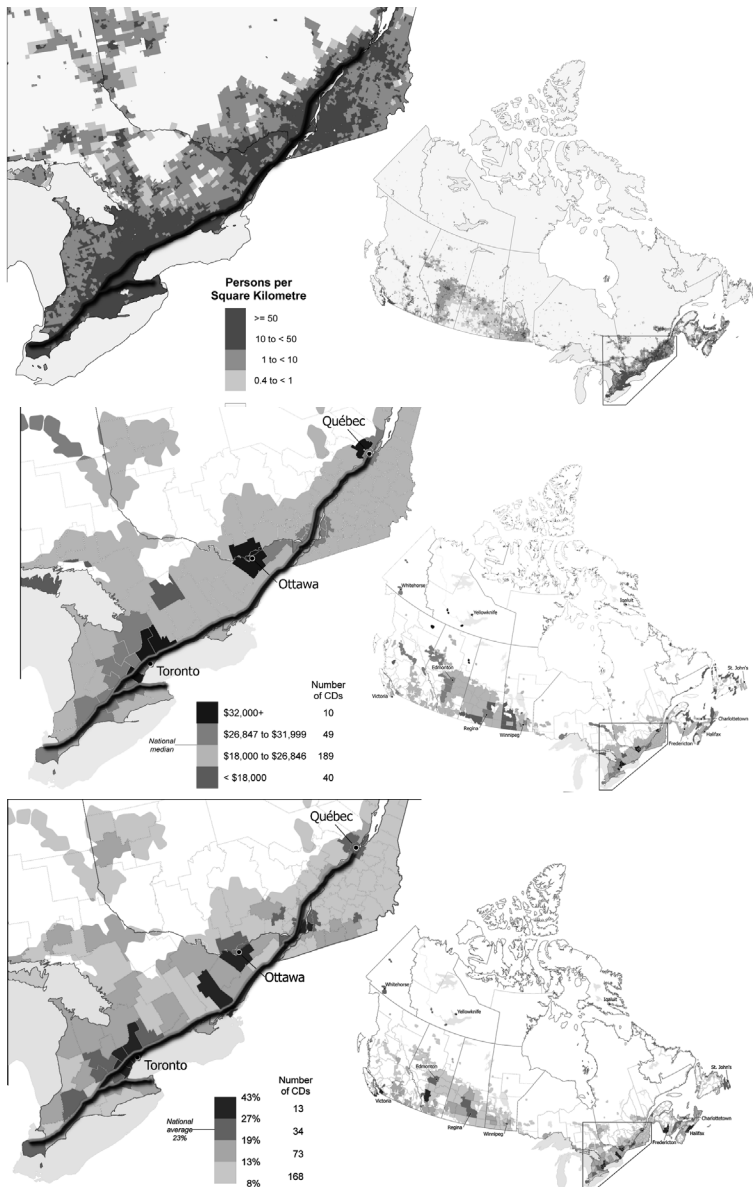 Persons per
Square Kilometre
>= 50
10 to < 50
1 to < 10
0.4 to < 1
Québec
Ottawa
Toronto
Number
of CDs
$32,000+ 10
$26,847 to $31,999 49
National
median
$18,000 to $26,846 189
< $18,000 40
Whitehorse
Yellowknife
Iqaluit
St. John's
Edmonton
Victoria
Regina
Winnipeg
Charlottetown
Halifax
Fredericton
Québec
Ottawa
Toronto
Number
of CDs
43%
13
27%
National
average
23%
34
19%
73
13%
168
8%
Whitehorse
Yellowknife
Iqaluit
St. John's
Edmonton
Victoria
Regina
Winnipeg
Charlottetown
Halifax
Fredericton